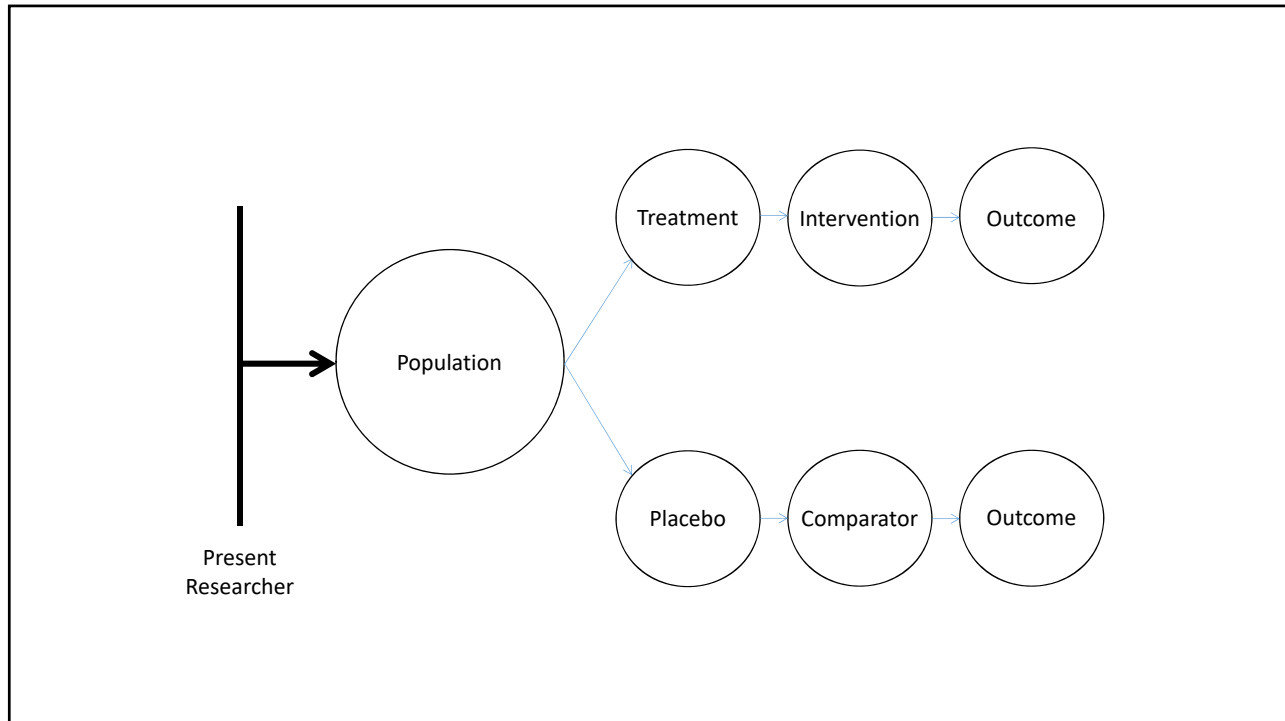 Treatment
Intervention
Outcome
Population
Placebo
Comparator
Outcome
Present
Researcher